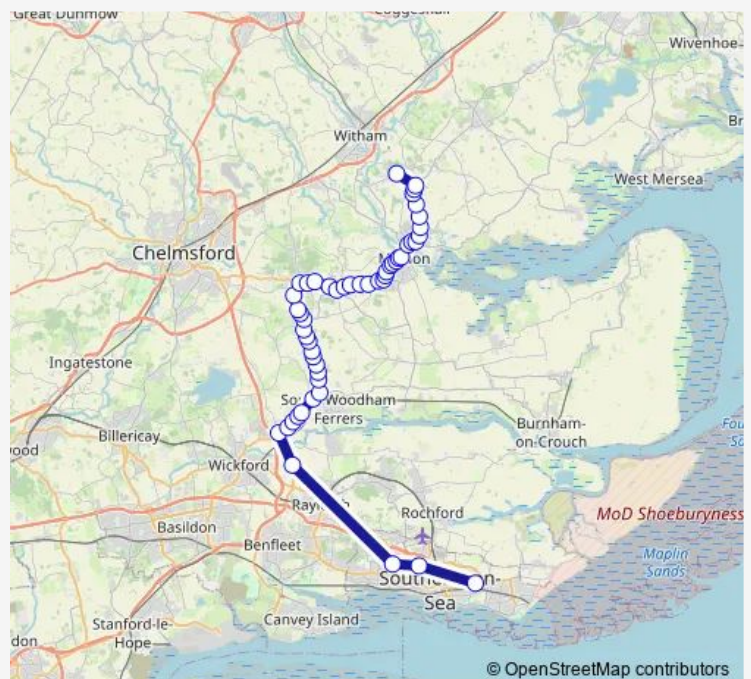 Great Dunmow
Wivenhoe
Witham
West Mersea
Chelmsford
Ingatestone
Ferrers
Burnham-
on-Crouch
Billericay
Wickford
Rochford
MoD Shoeburyness
Basildon
Benfleet
Maplin
Sands
Sea
Canvey Island
Stanford-le-
Hope
© OpenStreetMap contributors